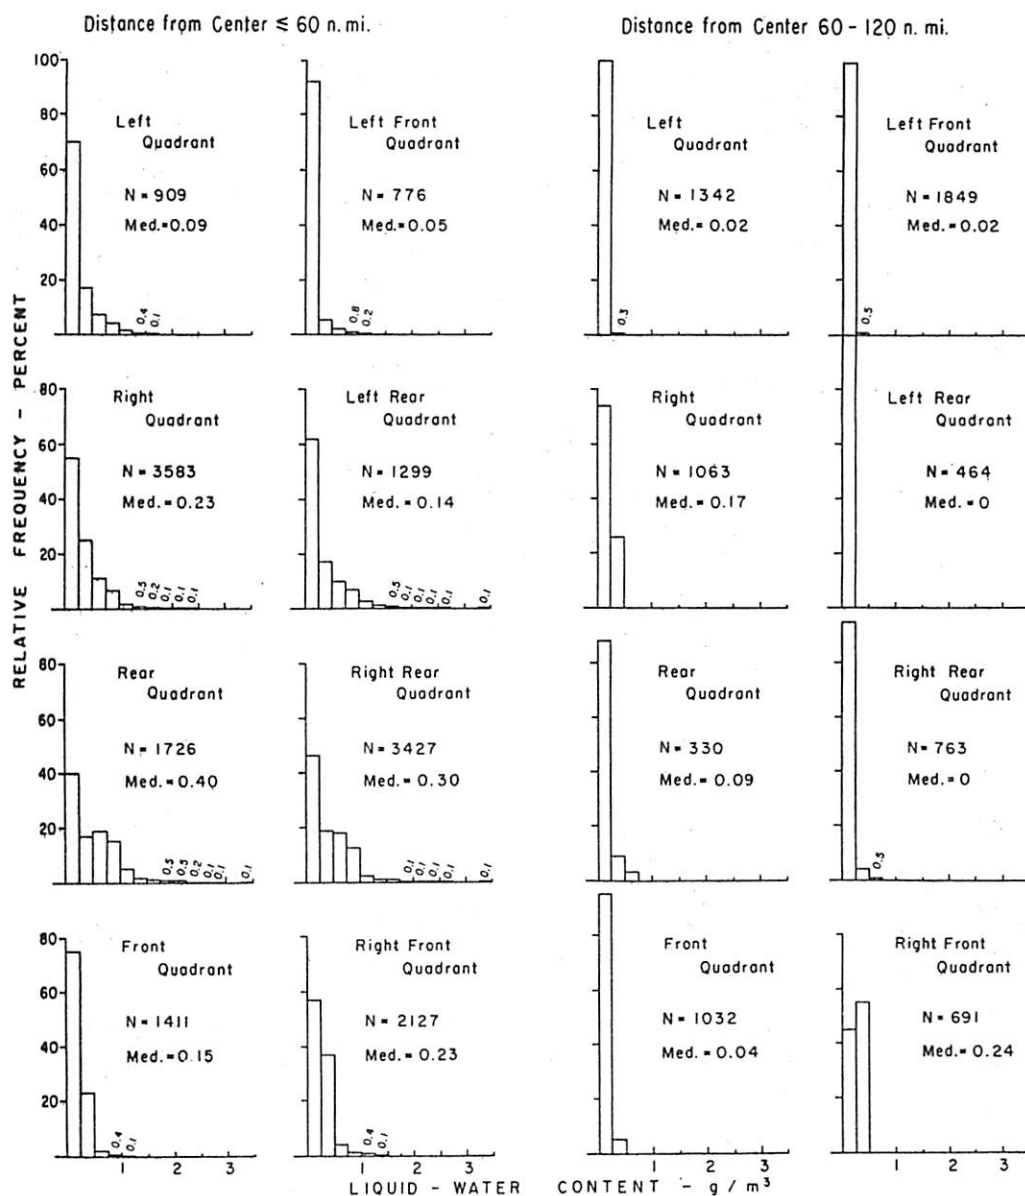 Distance from Center ≤ 60 n. mi.
Distance from Center 60 - 120 n. mi.
RELATIVE FREQUENCY - PERCENT
100
80
60
40
20
Left
Quadrant
N = 909
Med.=0.09
0.4
0.1
Left Front
Quadrant
N = 776
Med.=0.05
0.8
0.2
Left
Quadrant
N = 1342
Med.= 0.02
0.3
Left Front
Quadrant
N = 1849
Med.=0.02
0.5
80
60
40
20
Right
Quadrant
N = 3583
Med.= 0.23
0.5
0.2
0.1
0.1
0.1
Left Rear
Quadrant
N = 1299
Med.= 0.14
0.5
0.1
0.1
0.1
0.1
0.1
Right
Quadrant
N = 1063
Med.= 0.17
Left Rear
Quadrant
N = 464
Med.= 0
80
60
40
20
Rear
Quadrant
N = 1726
Med.=0.40
0.5
0.5
0.2
0.1
0.1
0.1
Right Rear
Quadrant
N = 3427
Med.= 0.30
0.1
0.1
0.1
0.1
0.1
Rear
Quadrant
N = 330
Med.= 0.09
Right Rear
Quadrant
N = 763
Med.= 0
0.5
80
60
40
20
Front
Quadrant
N = 1411
Med.= 0.15
0.4
0.1
Right Front
Quadrant
N = 2127
Med.= 0.23
0.4
0.1
Front
Quadrant
N = 1032
Med.= 0.04
Right Front
Quadrant
N = 691
Med.= 0.24
1 2 3 1 2 3 1 2 3 1 2 3
LIQUID - WATER CONTENT - g / m³